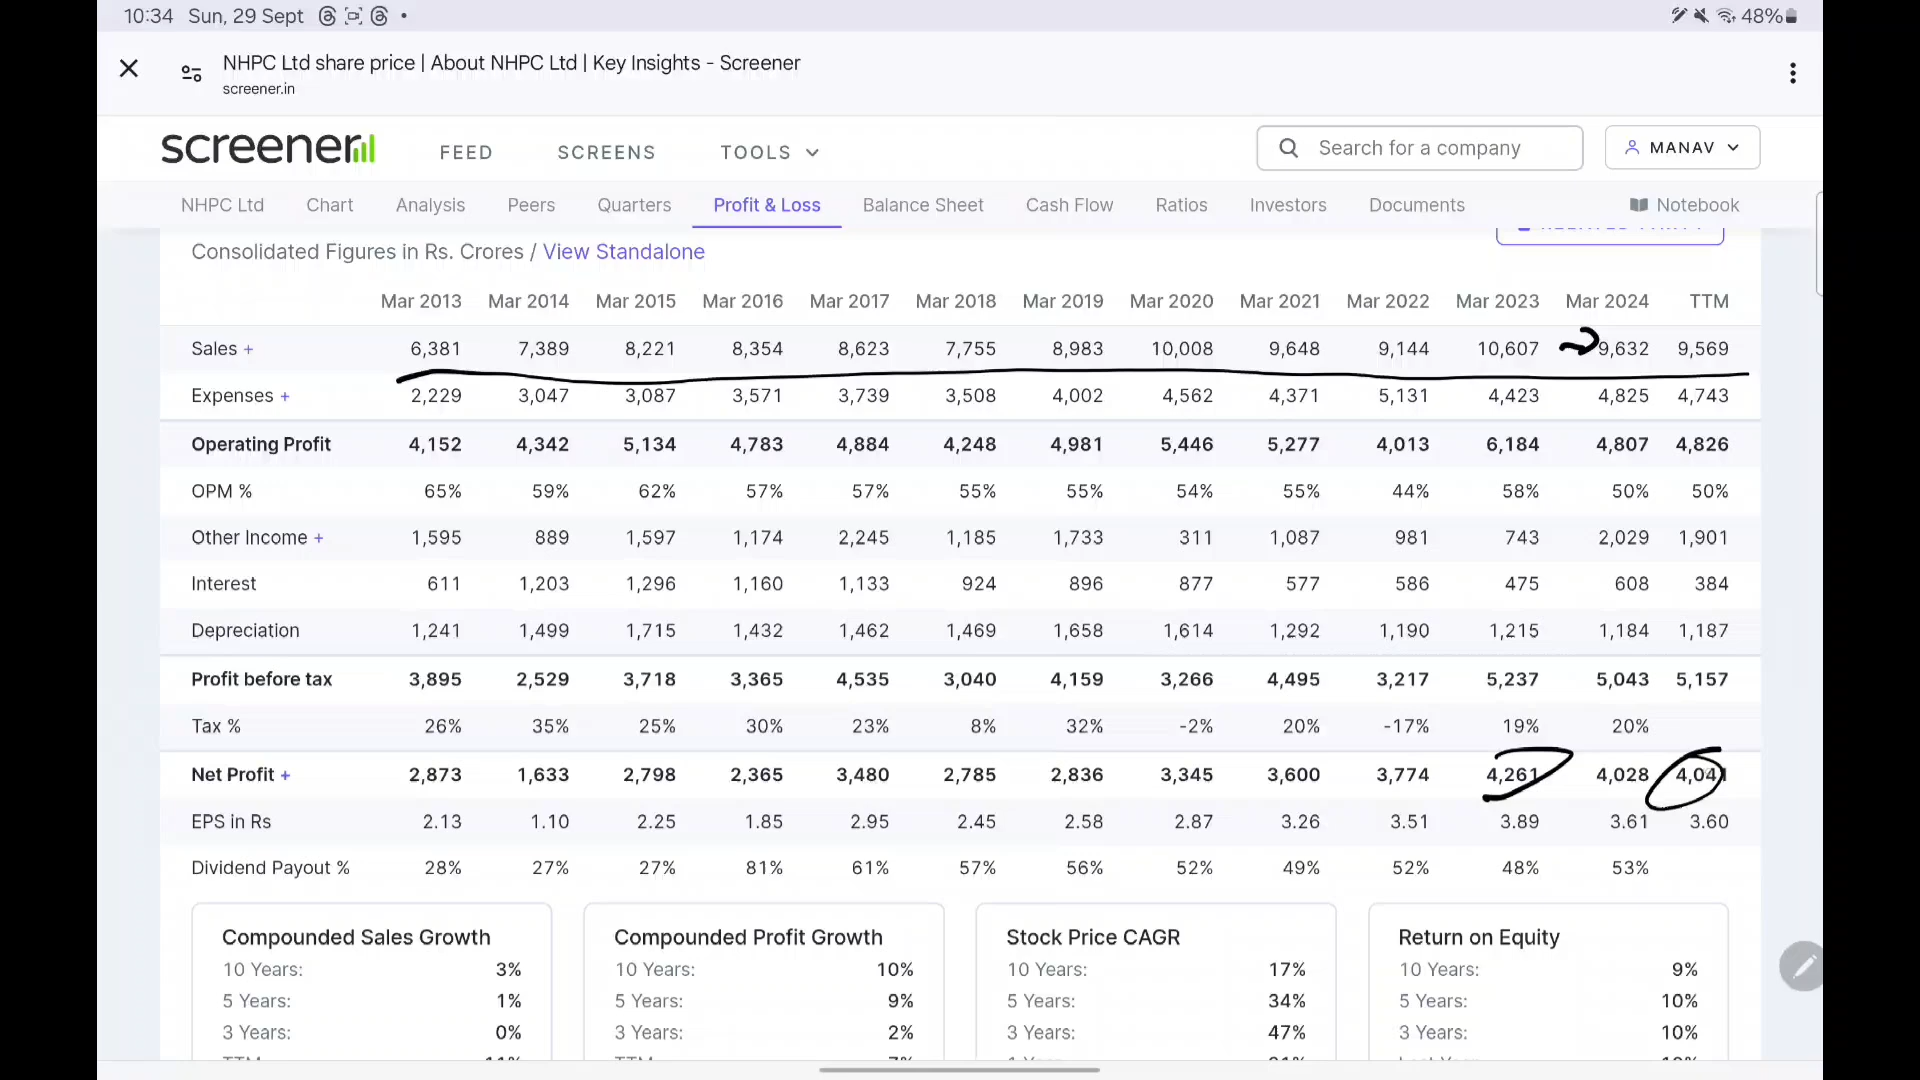 10:34 Sun, 29 Sept 48%
NHPC Ltd share price | About NHPC Ltd | Key Insights - Screener
screener.in
screener FEED SCREENS TOOLS Search for a company MANAV
NHPC Ltd Chart Analysis Peers Quarters Profit & Loss Balance Sheet Cash Flow Ratios Investors Documents Notebook
Consolidated Figures in Rs. Crores / View Standalone
Mar 2013 Mar 2014 Mar 2015 Mar 2016 Mar 2017 Mar 2018 Mar 2019 Mar 2020 Mar 2021 Mar 2022 Mar 2023 Mar 2024 TTM
Sales + 6,381 7,389 8,221 8,354 8,623 7,755 8,983 10,008 9,648 9,144 10,607 9,632 9,569
Expenses + 2,229 3,047 3,087 3,571 3,739 3,508 4,002 4,562 4,371 5,131 4,423 4,825 4,743
Operating Profit 4,152 4,342 5,134 4,783 4,884 4,248 4,981 5,446 5,277 4,013 6,184 4,807 4,826
OPM % 65% 59% 62% 57% 57% 55% 55% 54% 55% 44% 58% 50% 50%
Other Income + 1,595 889 1,597 1,174 2,245 1,185 1,733 311 1,087 981 743 2,029 1,901
Interest 611 1,203 1,296 1,160 1,133 924 896 877 577 586 475 608 384
Depreciation 1,241 1,499 1,715 1,432 1,462 1,469 1,658 1,614 1,292 1,190 1,215 1,184 1,187
Profit before tax 3,895 2,529 3,718 3,365 4,535 3,040 4,159 3,266 4,495 3,217 5,237 5,043 5,157
Tax % 26% 35% 25% 30% 23% 8% 32% -2% 20% -17% 19% 20%
Net Profit + 2,873 1,633 2,798 2,365 3,480 2,785 2,836 3,345 3,600 3,774 4,261 4,028 4,041
EPS in Rs 2.13 1.10 2.25 1.85 2.95 2.45 2.58 2.87 3.26 3.51 3.89 3.61 3.60
Dividend Payout % 28% 27% 27% 81% 61% 57% 56% 52% 49% 52% 48% 53%
Compounded Sales Growth Compounded Profit Growth Stock Price CAGR Return on Equity
10 Years: 3% 10 Years: 10% 10 Years: 17% 10 Years: 9%
5 Years: 1% 5 Years: 9% 5 Years: 34% 5 Years: 10%
3 Years: 0% 3 Years: 2% 3 Years: 47% 3 Years: 10%